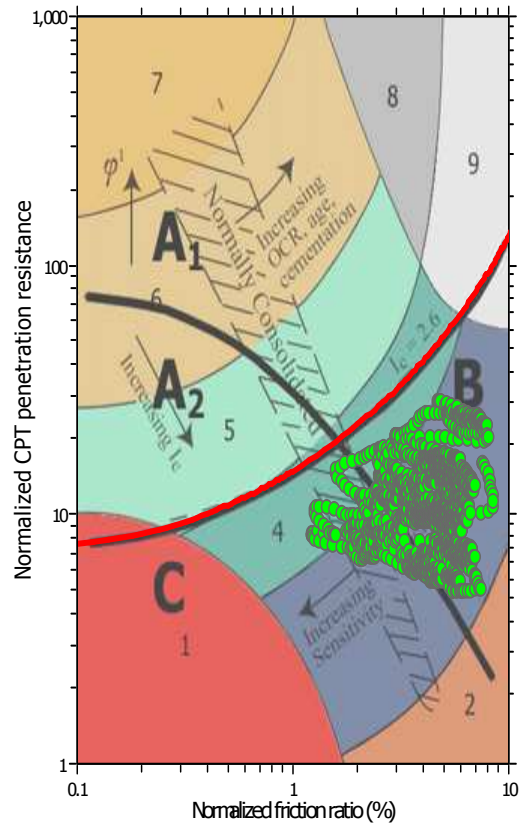 1,000
100
10
1
Normalized CPT penetration resistance
7
8
9
φ'
A1
Normally Consolidated
Increasing
OCR, age,
cementation
6
A2
Increasing Ic
5
Ic = 2.6
B
4
C
1
Increasing
Sensitivity
2
0.1
1
10
Normalized friction ratio (%)